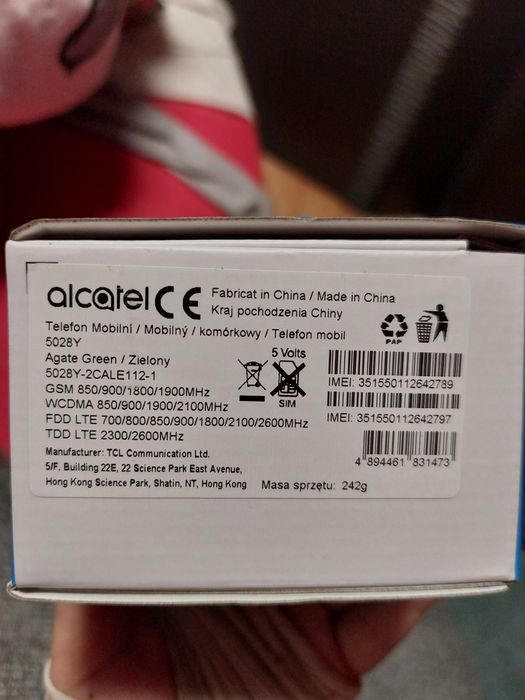 alcatel CE
Fabricat in China / Made in China
Kraj pochodzenia Chiny
Telefon Mobilní / Mobilný / komórkowy / Telefon mobil
5028Y
Agate Green / Zielony
5028Y-2CALE112-1
GSM 850/900/1800/1900MHz
WCDMA 850/900/1900/2100MHz
FDD LTE 700/800/850/900/1800/2100/2600MHz
TDD LTE 2300/2600MHz
5 Volts
SIM
PAP
IMEI: 351550112642789
IMEI: 351550112642797
4 894461 831473
Manufacturer: TCL Communication Ltd.
5/F, Building 22E, 22 Science Park East Avenue,
Hong Kong Science Park, Shatin, NT, Hong Kong
Masa sprzętu: 242g